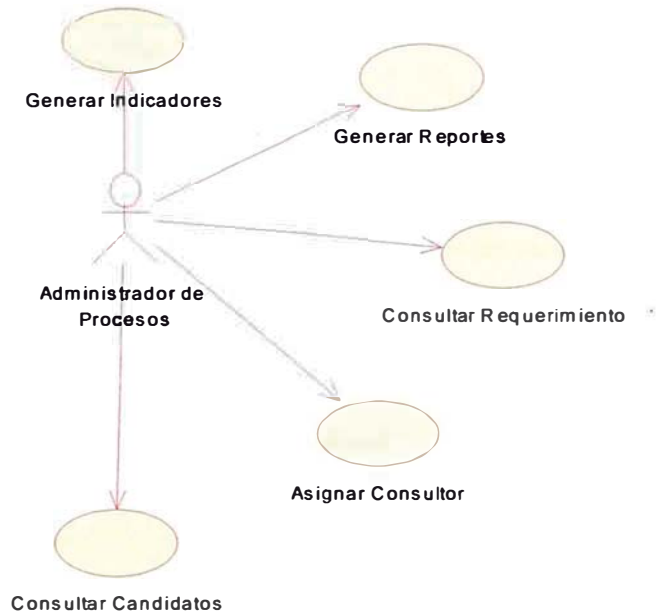 Generar Indicadores
Generar Reportes
Administrador de
Procesos
Consultar Requerimiento
Asignar Consultor
Consultar Candidatos